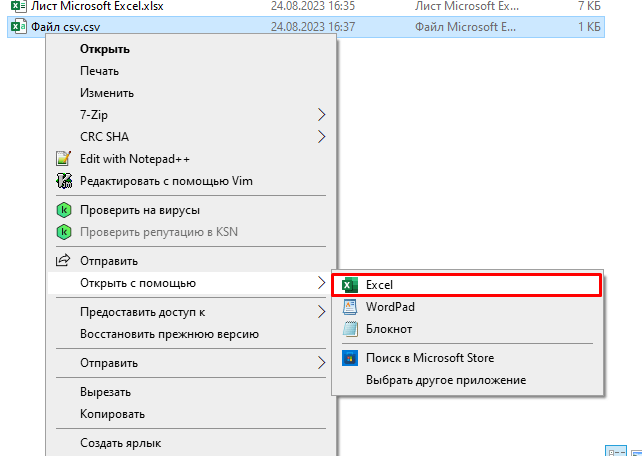 Лист Microsoft Excel.xlsx 24.08.2023 16:35 Лист Microsoft Ex... 7 КБ
Файл csv.csv 24.08.2023 16:37 Файл Microsoft E... 1 КБ
Открыть
Печать
Изменить
7-Zip
CRC SHA
Edit with Notepad++
Редактировать с помощью Vim
Проверить на вирусы
Проверить репутацию в KSN
Отправить
Открыть с помощью
Excel
WordPad
Блокнот
Поиск в Microsoft Store
Выбрать другое приложение
Предоставить доступ к
Восстановить прежнюю версию
Отправить
Вырезать
Копировать
Создать ярлык